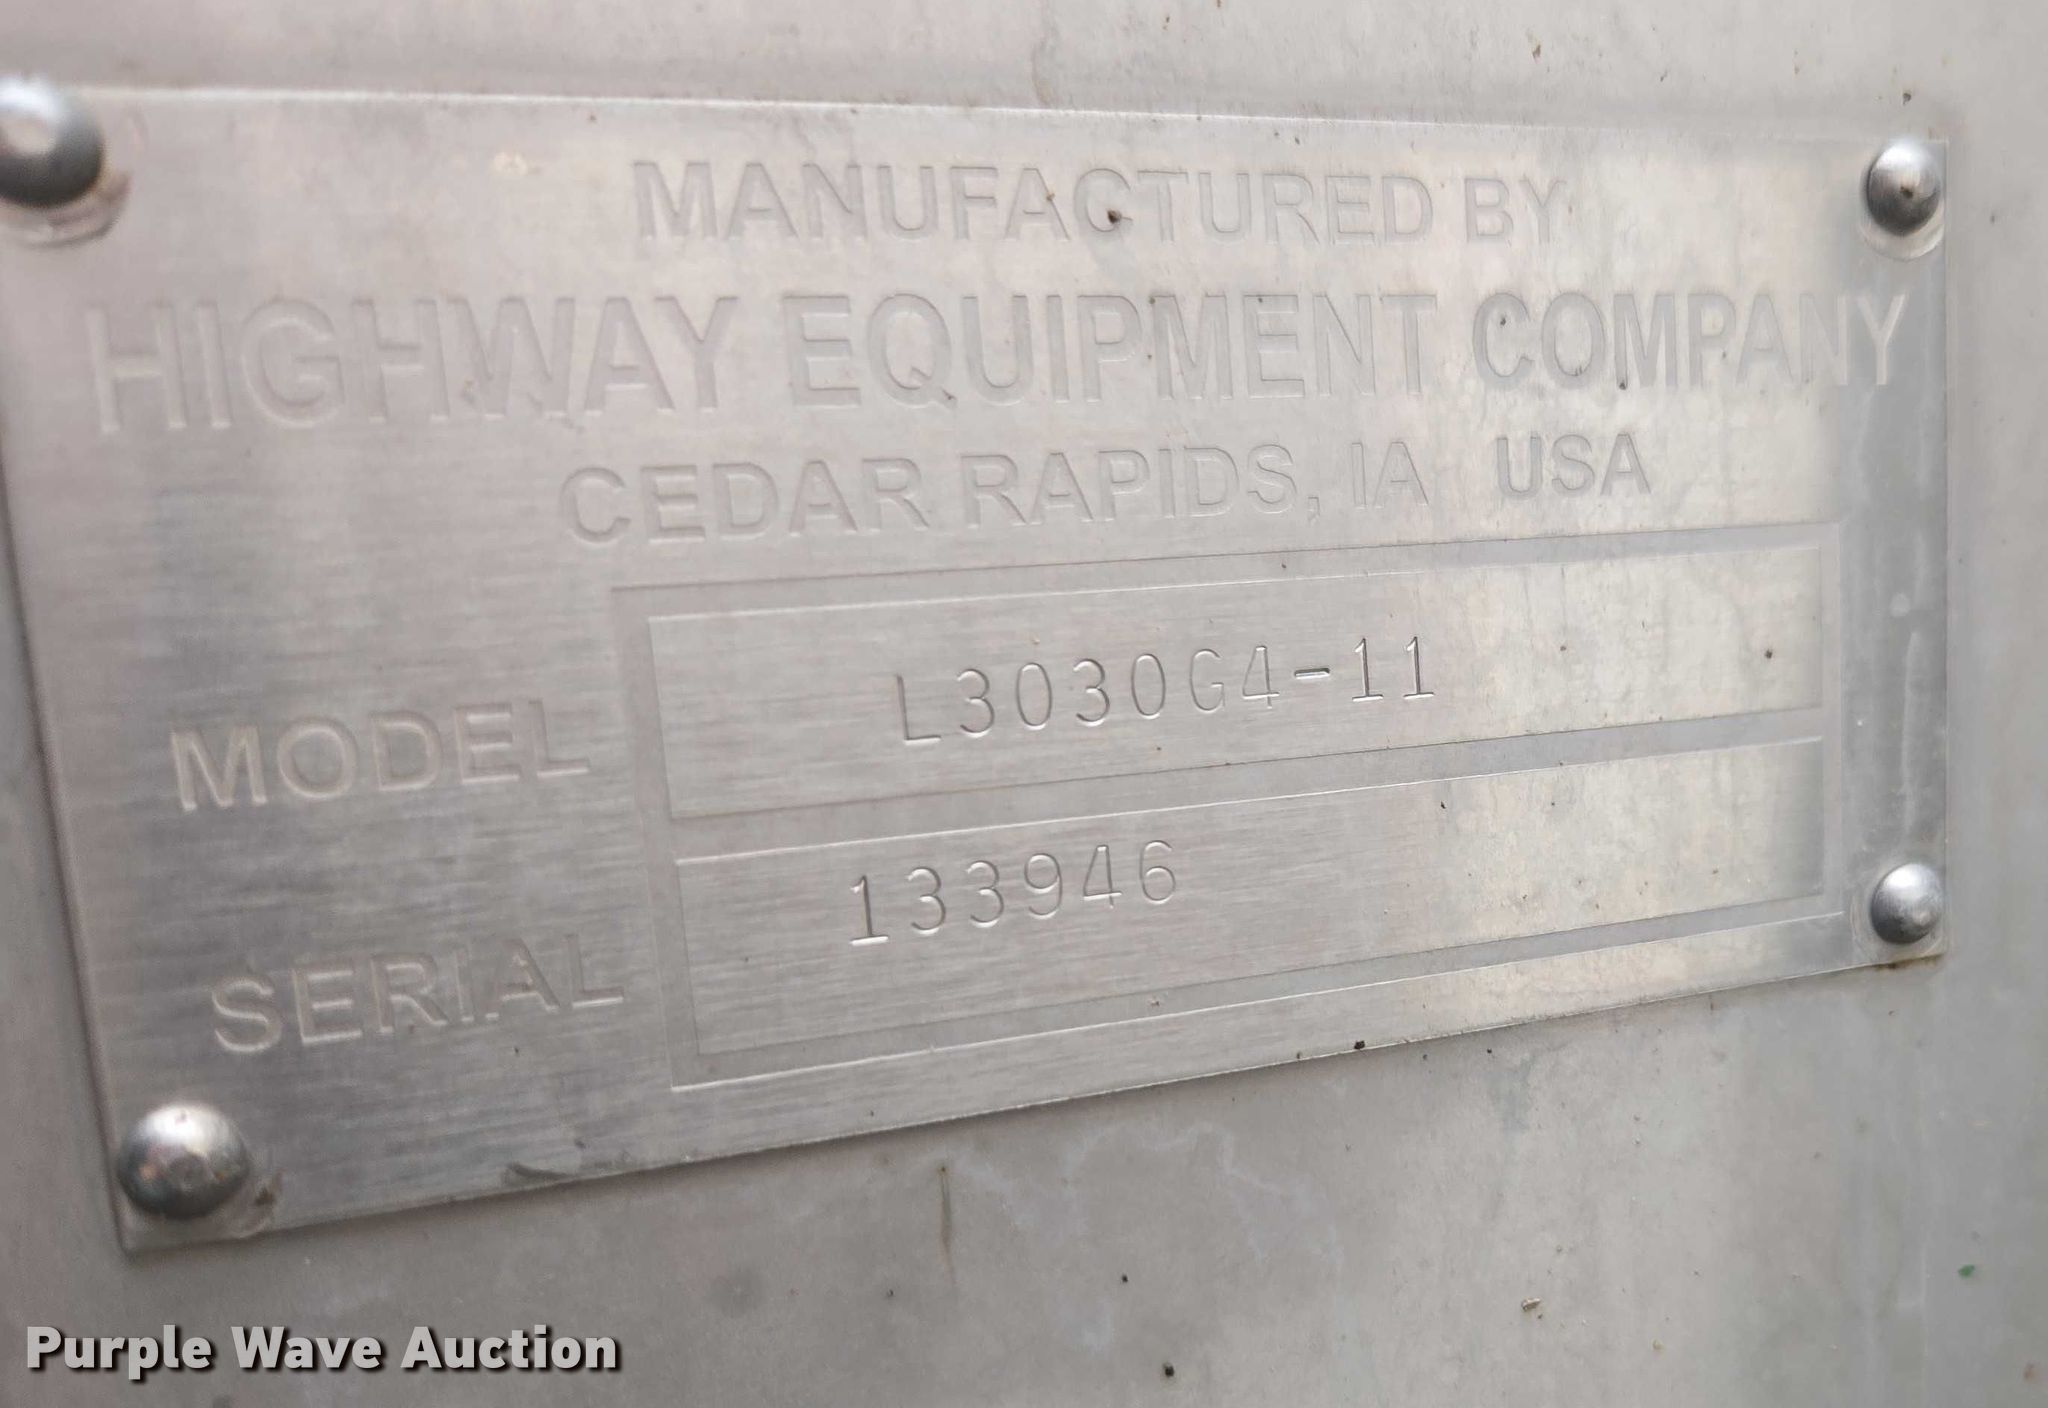 MANUFACTURED BY
HIGHWAY EQUIPMENT COMPANY
CEDAR RAPIDS, IA USA
MODEL L3030G4-11
SERIAL 133946
Purple Wave Auction